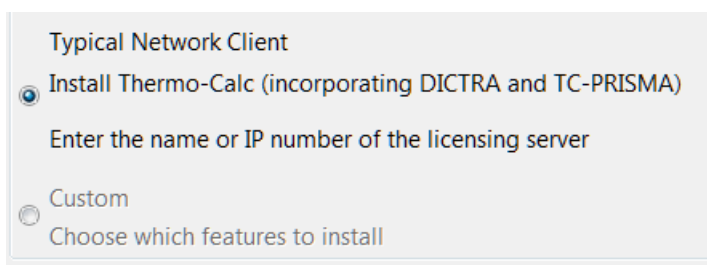 Typical Network Client
Install Thermo-Calc (incorporating DICTRA and TC-PRISMA)
Enter the name or IP number of the licensing server
Custom
Choose which features to install